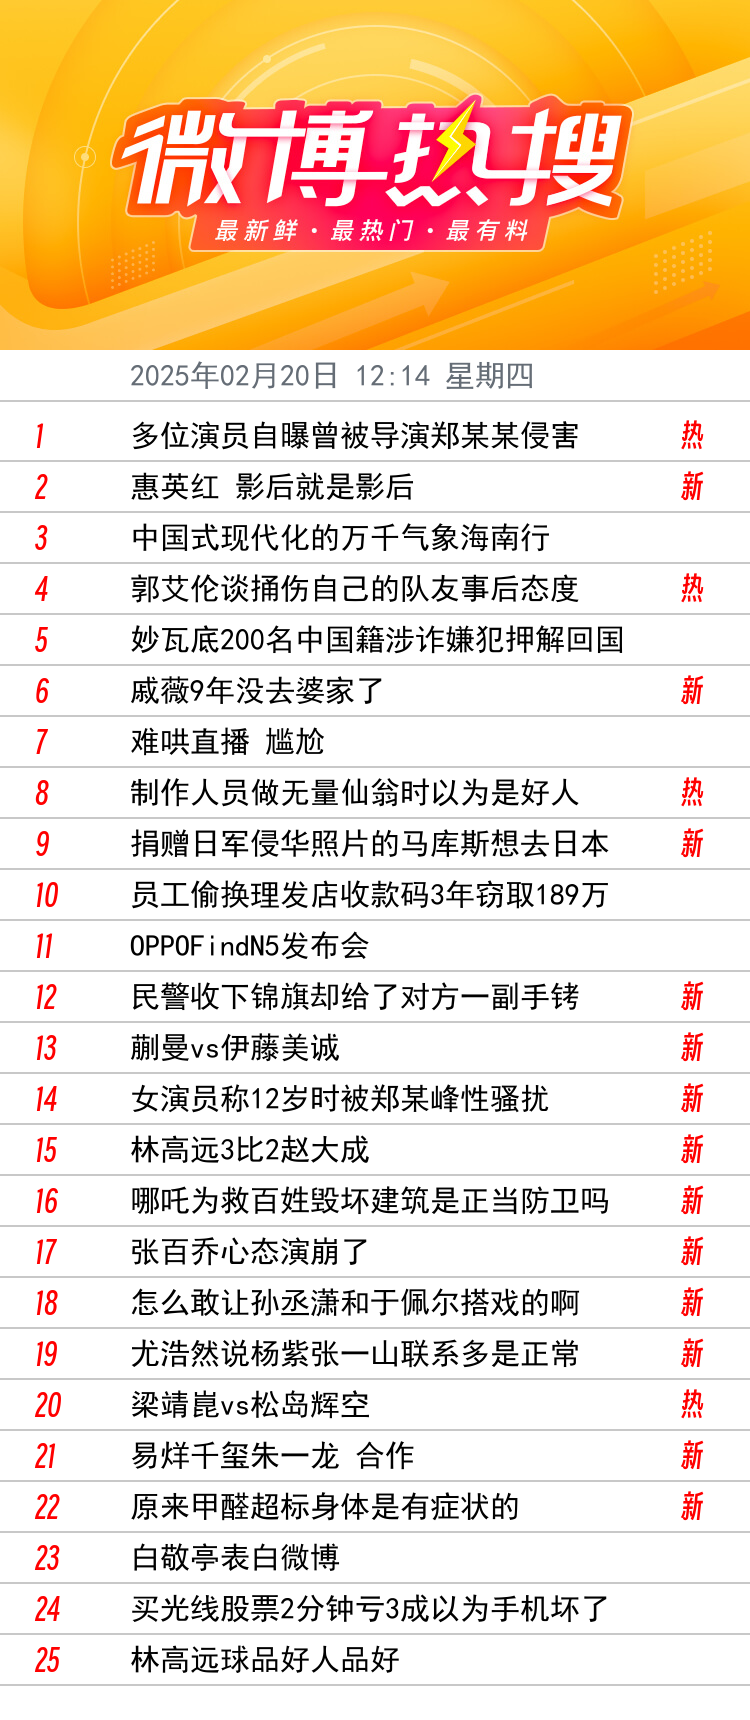 微博热搜
最新鲜·最热门·最有料
2025年02月20日 12:14 星期四
1 多位演员自曝曾被导演郑某某侵害 热
2 惠英红 影后就是影后 新
3 中国式现代化的万千气象海南行
4 郭艾伦谈捅伤自己的队友事后态度 热
5 妙瓦底200名中国籍涉诈嫌犯押解回国
6 戚薇9年没去婆家了 新
7 难哄直播 尴尬
8 制作人员做无量仙翁时以为是好人 热
9 捐赠日军侵华照片的马库斯想去日本 新
10 员工偷换理发店收款码3年窃取189万
11 OPPOFindN5发布会
12 民警收下锦旗却给了对方一副手铐 新
13 蒯曼vs伊藤美诚 新
14 女演员称12岁时被郑某峰性骚扰 新
15 林高远3比2赵大成 新
16 哪吒为救百姓毁坏建筑是正当防卫吗 新
17 张百乔心态演崩了 新
18 怎么敢让孙丞潇和于佩尔搭戏的啊 新
19 尤浩然说杨紫张一山联系多是正常 新
20 梁靖崑vs松岛辉空 热
21 易烊千玺朱一龙 合作 新
22 原来甲醛超标身体是有症状的 新
23 白敬亭表白微博
24 买光线股票2分钟亏3成以为手机坏了
25 林高远球品好人品好